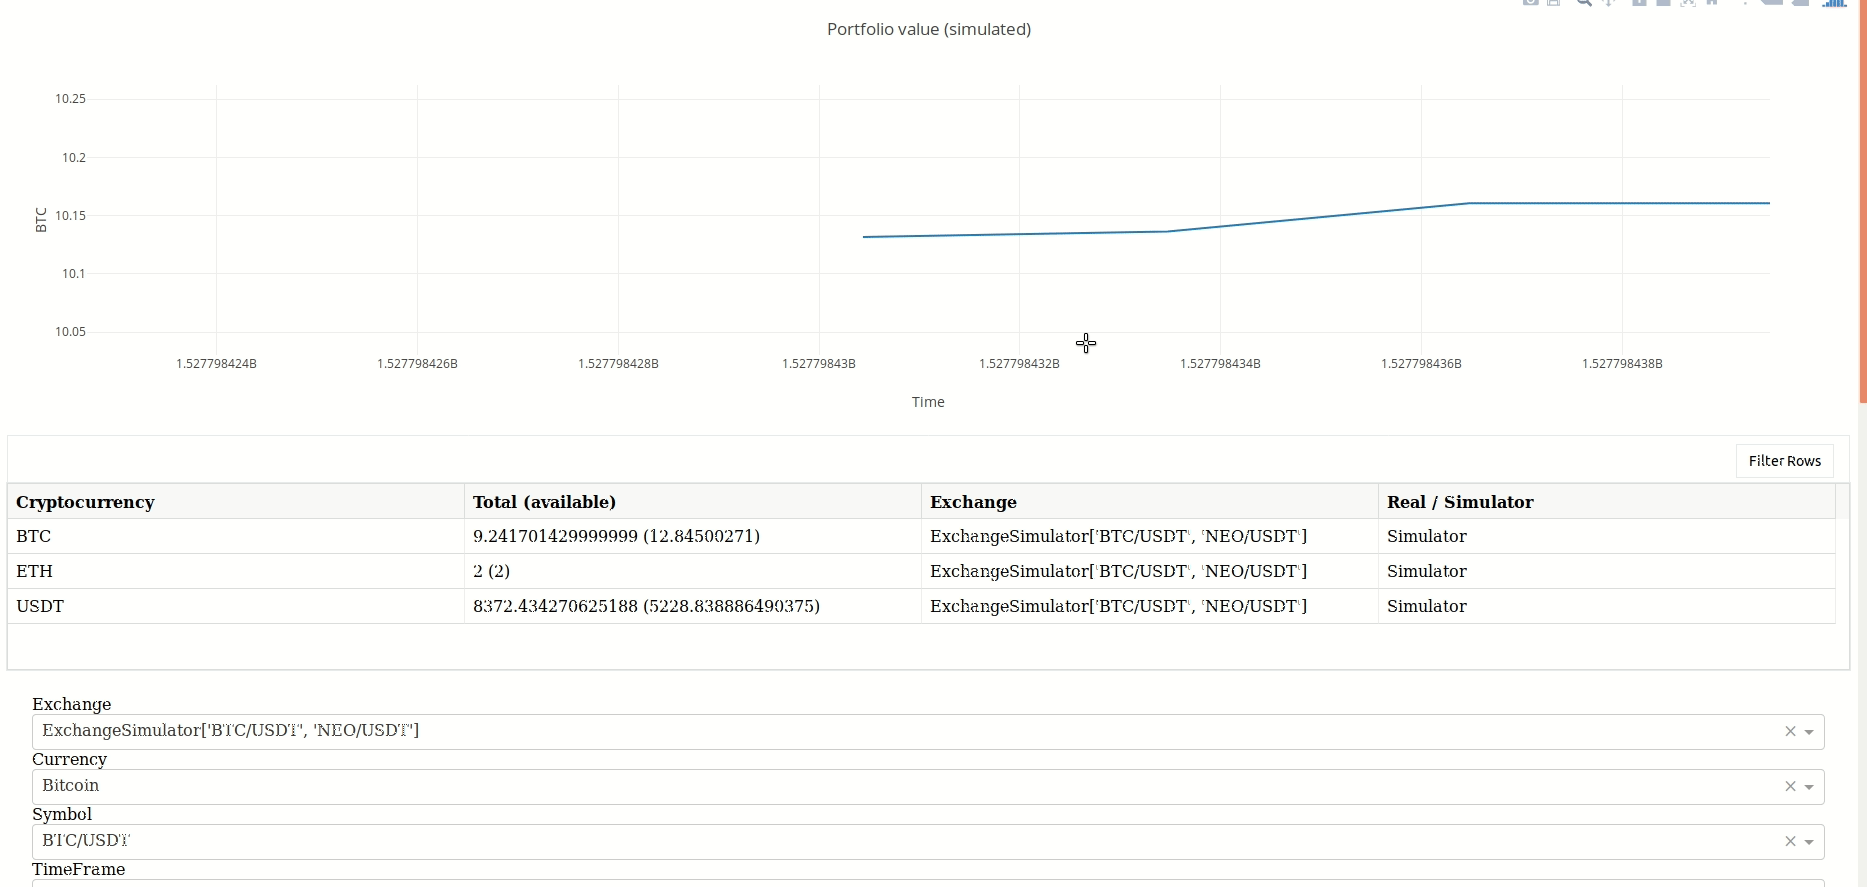 Portfolio value (simulated)
10.25
10.2
10.15
10.1
10.05
BTC
1.527798424B 1.527798426B 1.527798428B 1.52779843B 1.527798432B 1.527798434B 1.527798436B 1.527798438B
Time
Filter Rows
Cryptocurrency Total (available) Exchange Real / Simulator
BTC 9.241701429999999 (12.84500271) ExchangeSimulator['BTC/USDT', 'NEO/USDT'] Simulator
ETH 2 (2) ExchangeSimulator['BTC/USDT', 'NEO/USDT'] Simulator
USDT 8372.434270625188 (5228.838886490375) ExchangeSimulator['BTC/USDT', 'NEO/USDT'] Simulator
Exchange
ExchangeSimulator['BTC/USDT', 'NEO/USDT']
Currency
Bitcoin
Symbol
BTC/USDT
TimeFrame